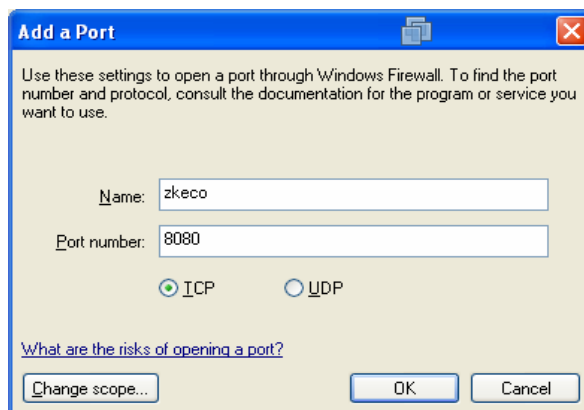 Add a Port
Use these settings to open a port through Windows Firewall. To find the port
number and protocol, consult the documentation for the program or service you
want to use.
Name: zkeco
Port number: 8080
TCP UDP
What are the risks of opening a port?
Change scope... OK Cancel